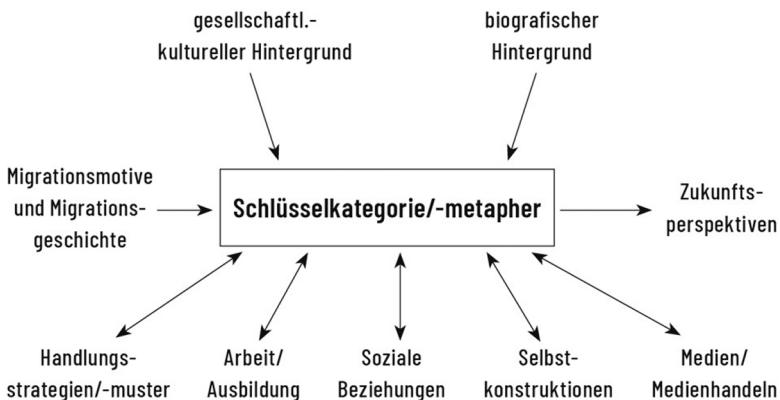 gesellschaftl.-
kultureller Hintergrund
biografischer
Hintergrund
Migrationsmotive
und Migrations-
geschichte
Schlüsselkategorie/-metapher
Zukunfts-
perspektiven
Handlungs-
strategien/-muster
Arbeit/
Ausbildung
Soziale
Beziehungen
Selbst-
konstruktionen
Medien/
Medienhandeln